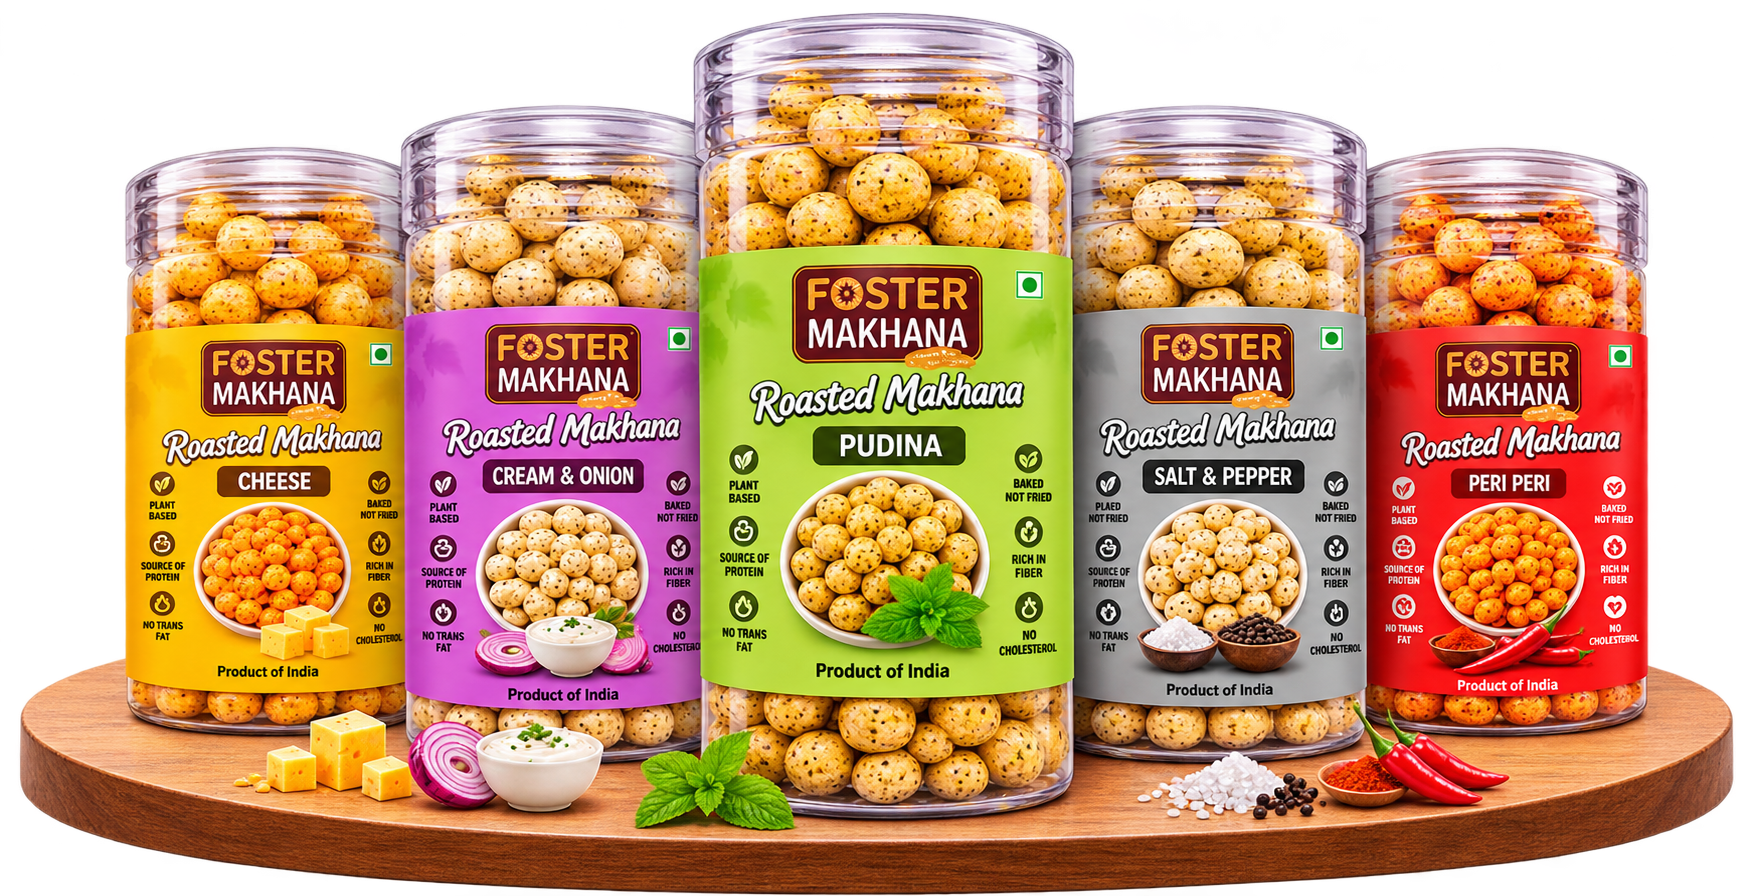 FOSTER
MAKHANA
Roasted Makhana
CHEESE
PLANT
BASED
BAKED
NOT FRIED
SOURCE OF
PROTEIN
RICH IN
FIBER
NO TRANS
FAT
NO
CHOLESTEROL
Product of India
FOSTER
MAKHANA
Roasted Makhana
CREAM & ONION
PLANT
BASED
BAKED
NOT FRIED
SOURCE OF
PROTEIN
RICH IN
FIBER
NO TRANS
FAT
NO
Product of India
FOSTER
MAKHANA
Roasted Makhana
PUDINA
PLANT
BASED
BAKED
NOT FRIED
SOURCE OF
PROTEIN
RICH IN
FIBER
NO TRANS
FAT
NO
CHOLESTEROL
Product of India
FOSTER
MAKHANA
Roasted Makhana
SALT & PEPPER
PLAED
NOT FRIED
BAKED
NOT FRIED
SOURCE OF
PROTEIN
RICH IN
FIBER
NO TRANS
FAT
NO
CHOLESTEROL
Product of India
FOSTER
MAKHANA
Roasted Makhana
PERI PERI
PLANT
BASED
BAKED
NOT FRIED
SOURCE OF
PROTEIN
RICH IN
FIBER
NO TRANS
FAT
NO
CHOLESTEROL
Product of India